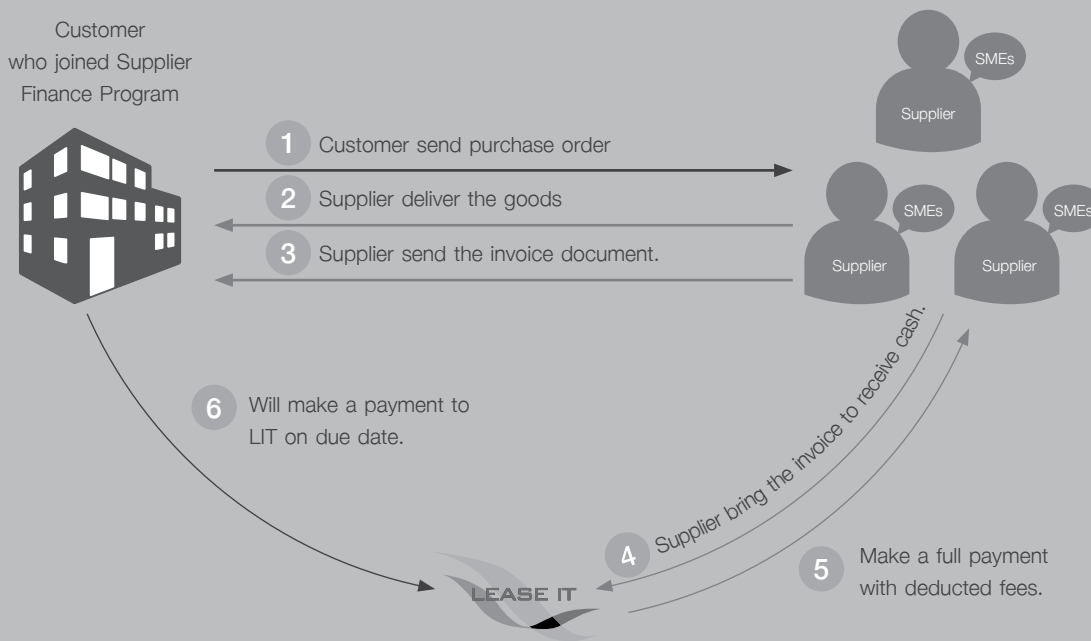 Customer
who joined Supplier
Finance Program
SMEs
Supplier
1 Customer send purchase order
2 Supplier deliver the goods
3 Supplier send the invoice document.
SMEs
Supplier
SMEs
Supplier
4 Supplier bring the invoice to receive cash.
5 Make a full payment
with deducted fees.
6 Will make a payment to
LIT on due date.
LEASE IT